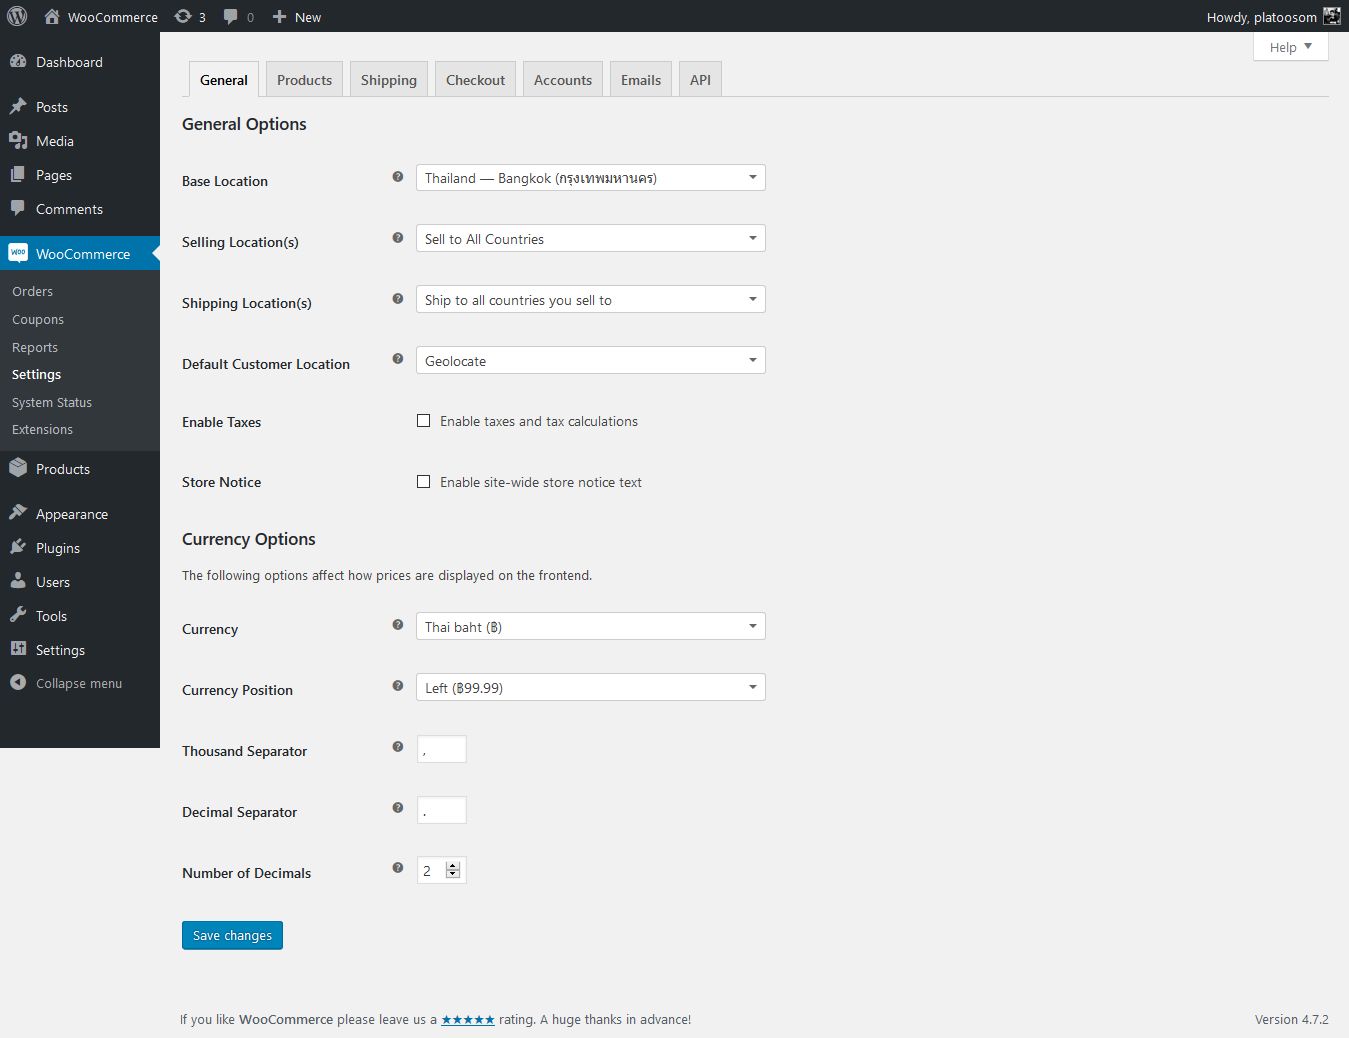 WooCommerce 3 0 New Howdy, platoosom
Help
Dashboard
Posts
Media
Pages
Comments
Woo WooCommerce
Orders
Coupons
Reports
Settings
System Status
Extensions
Products
Appearance
Plugins
Users
Tools
Settings
Collapse menu
General Products Shipping Checkout Accounts Emails API
General Options
Base Location ? Thailand — Bangkok (กรุงเทพมหานคร)
Selling Location(s) ? Sell to All Countries
Shipping Location(s) ? Ship to all countries you sell to
Default Customer Location ? Geolocate
Enable Taxes Enable taxes and tax calculations
Store Notice Enable site-wide store notice text
Currency Options
The following options affect how prices are displayed on the frontend.
Currency ? Thai baht (฿)
Currency Position ? Left (฿99.99)
Thousand Separator ? ,
Decimal Separator ? .
Number of Decimals ? 2
Save changes
If you like WooCommerce please leave us a ★★★★★ rating. A huge thanks in advance! Version 4.7.2